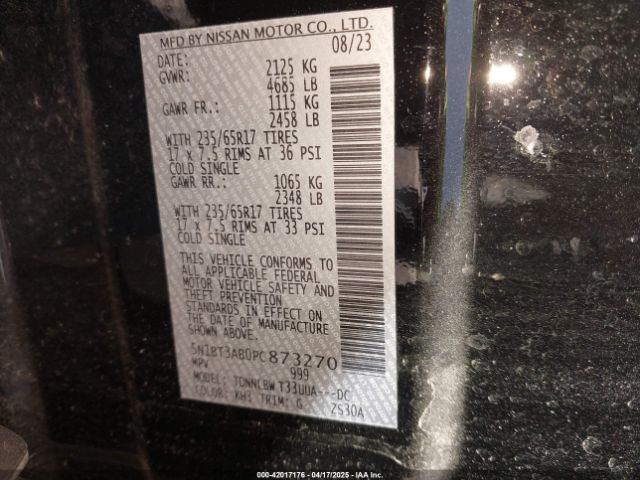 MFD BY NISSAN MOTOR CO., LTD.
DATE: 08/23
GVWR: 2125 KG
4685 LB
GAWR FR.: 1115 KG
2458 LB
WITH 235/65R17 TIRES
17 x 7.5 RIMS AT 36 PSI
COLD SINGLE
GAWR RR.: 1065 KG
2348 LB
WITH 235/65R17 TIRES
17 x 7.5 RIMS AT 33 PSI
COLD SINGLE
THIS VEHICLE CONFORMS TO
ALL APPLICABLE FEDERAL
MOTOR VEHICLE SAFETY AND
THEFT PREVENTION
STANDARDS IN EFFECT ON
THE DATE OF MANUFACTURE
SHOWN ABOVE.
5N1BT3AB0PC873270
MPV 999
MODEL: TDNNLBW T33UUA---DC
COLOR: KH3 TRIM: G 2S30A
000-42017176 - 04/17/2025 - IAAI, Inc.